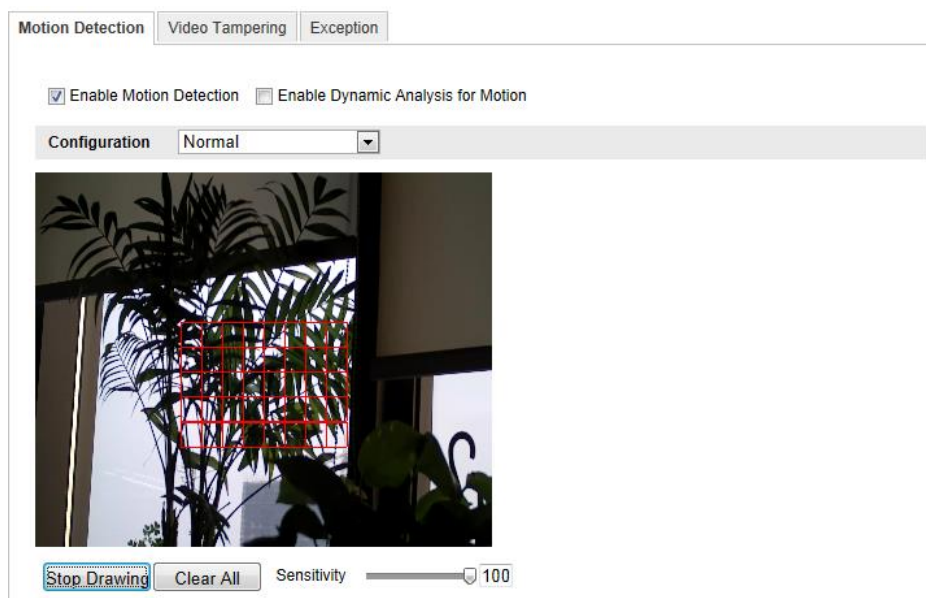 Motion Detection Video Tampering Exception
Enable Motion Detection Enable Dynamic Analysis for Motion
Configuration Normal
Stop Drawing Clear All Sensitivity 100